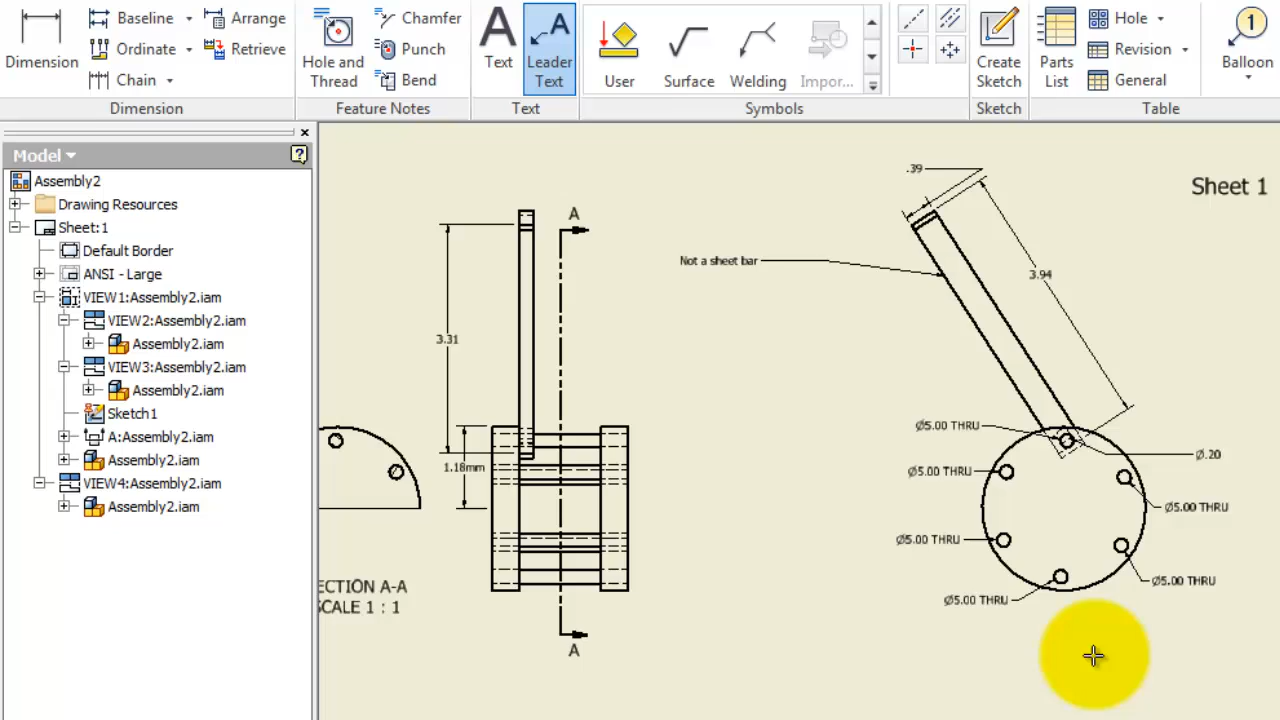 Dimension
Baseline
Ordinate
Chain
Arrange
Retrieve
Dimension
Hole and
Thread
Chamfer
Punch
Bend
Feature Notes
A
Text
A
Leader
Text
Text
User
Surface
Welding
Impor...
Symbols
Create
Sketch
Sketch
Parts
List
Hole
Revision
General
Table
1
Balloon
Model
Assembly2
Drawing Resources
Sheet:1
Default Border
ANSI - Large
VIEW1:Assembly2.iam
VIEW2:Assembly2.iam
Assembly2.iam
VIEW3:Assembly2.iam
Assembly2.iam
Sketch1
A:Assembly2.iam
Assembly2.iam
VIEW4:Assembly2.iam
Assembly2.iam
Sheet 1
A
3.31
1.18mm
A
ECTION A-A
SCALE 1 : 1
.39
Not a sheet bar
3.94
Ø5.00 THRU
Ø.20
Ø5.00 THRU
Ø5.00 THRU
Ø5.00 THRU
Ø5.00 THRU
Ø5.00 THRU